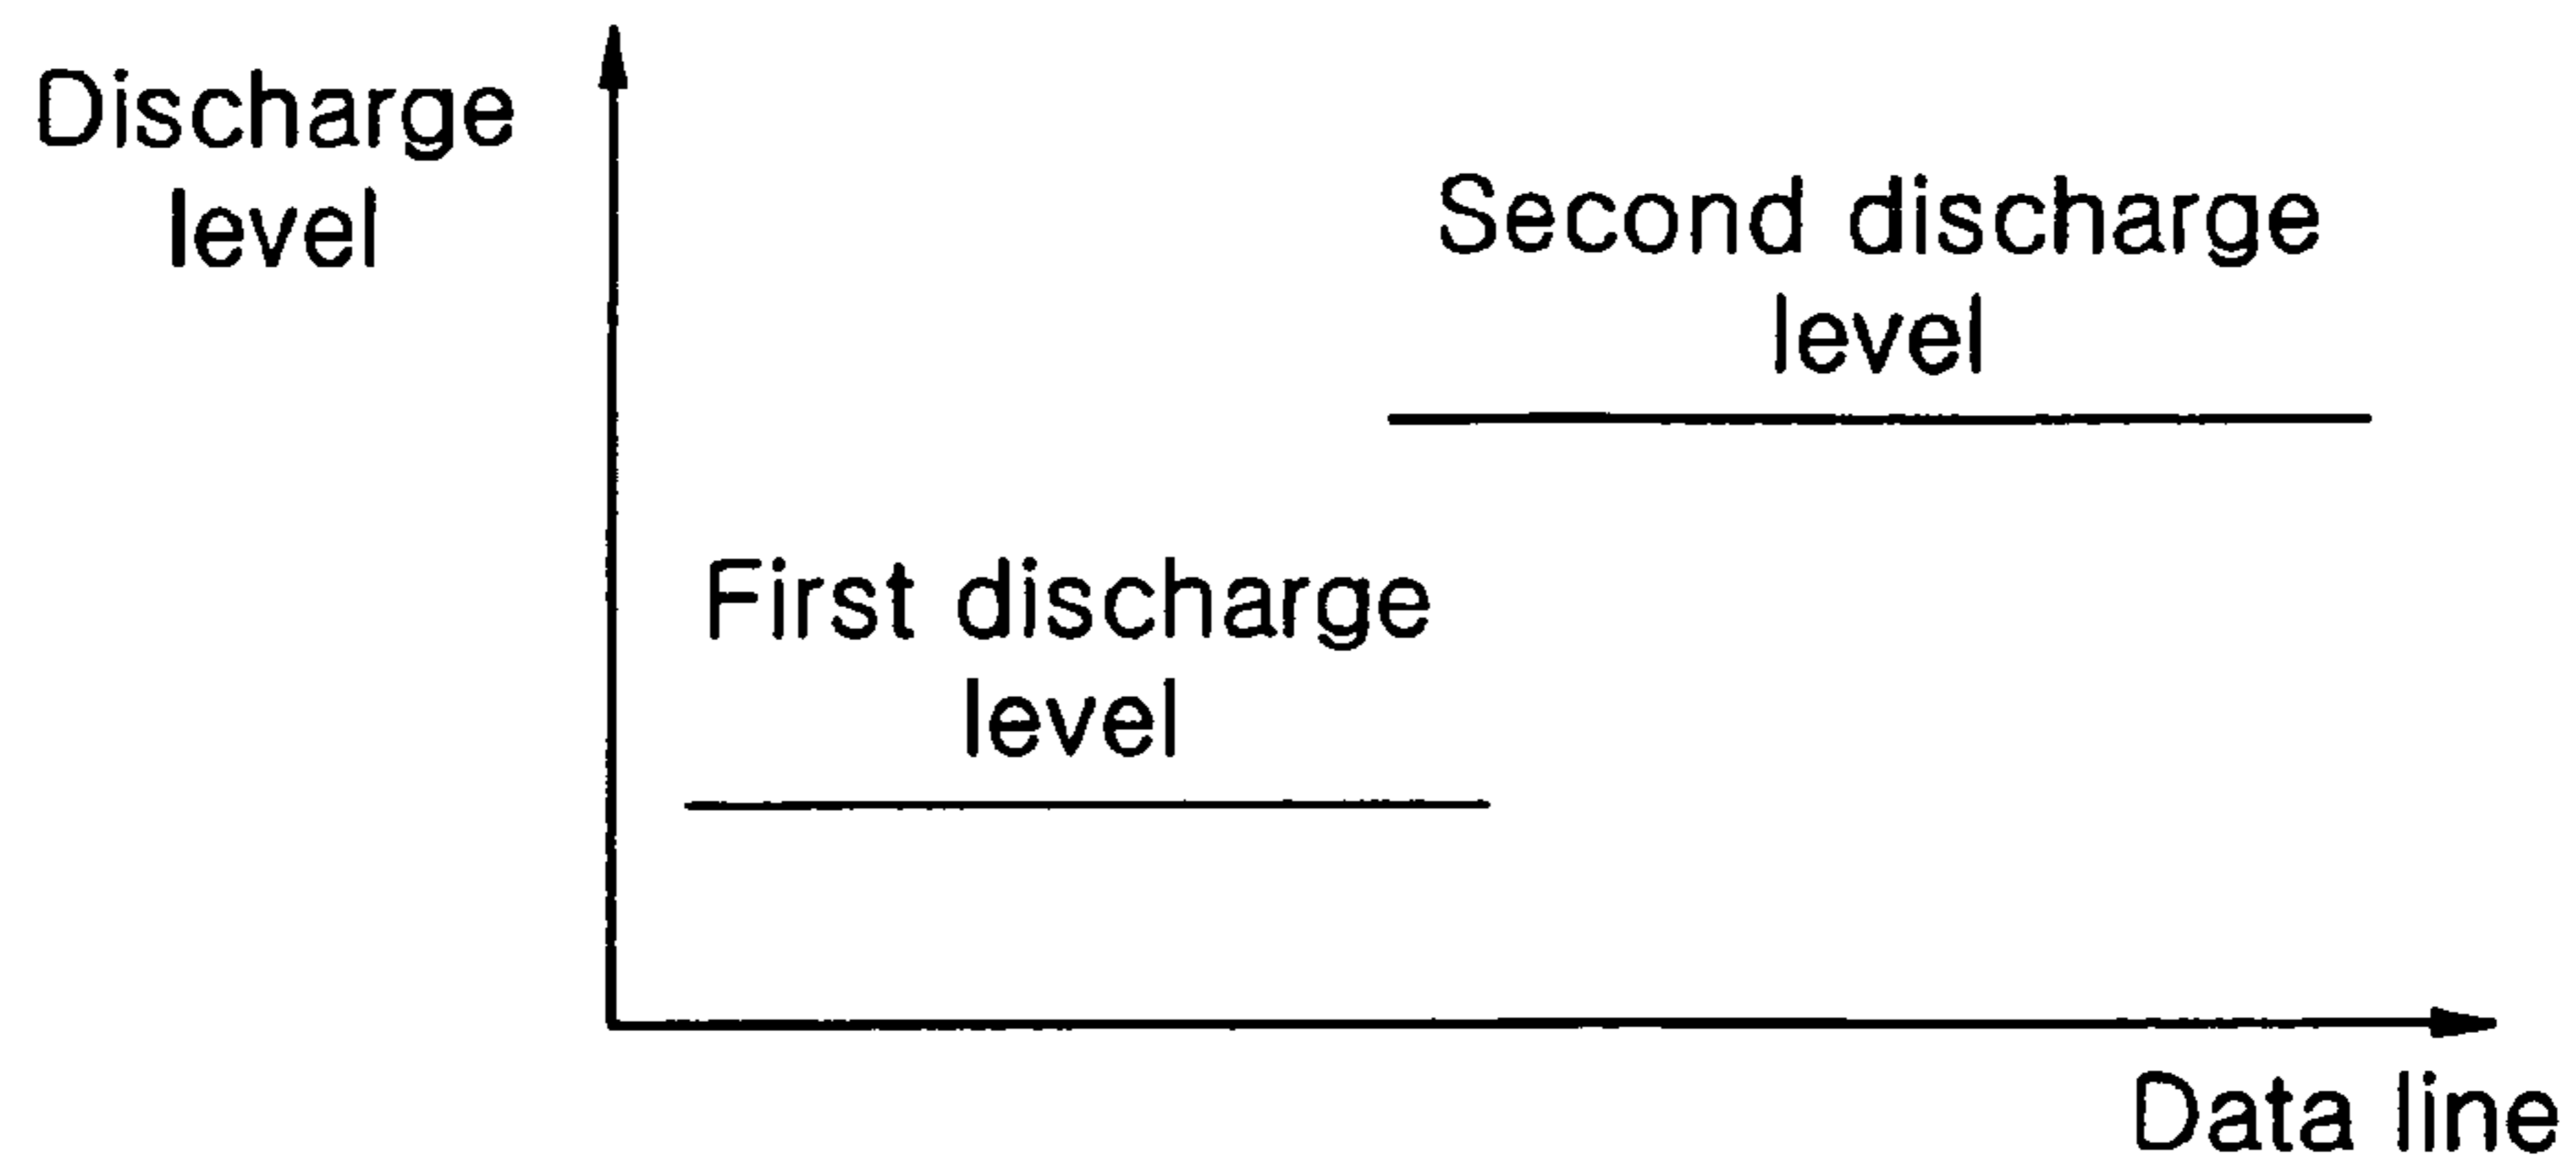 Discharge
level
Second discharge
level
First discharge
level
Data line